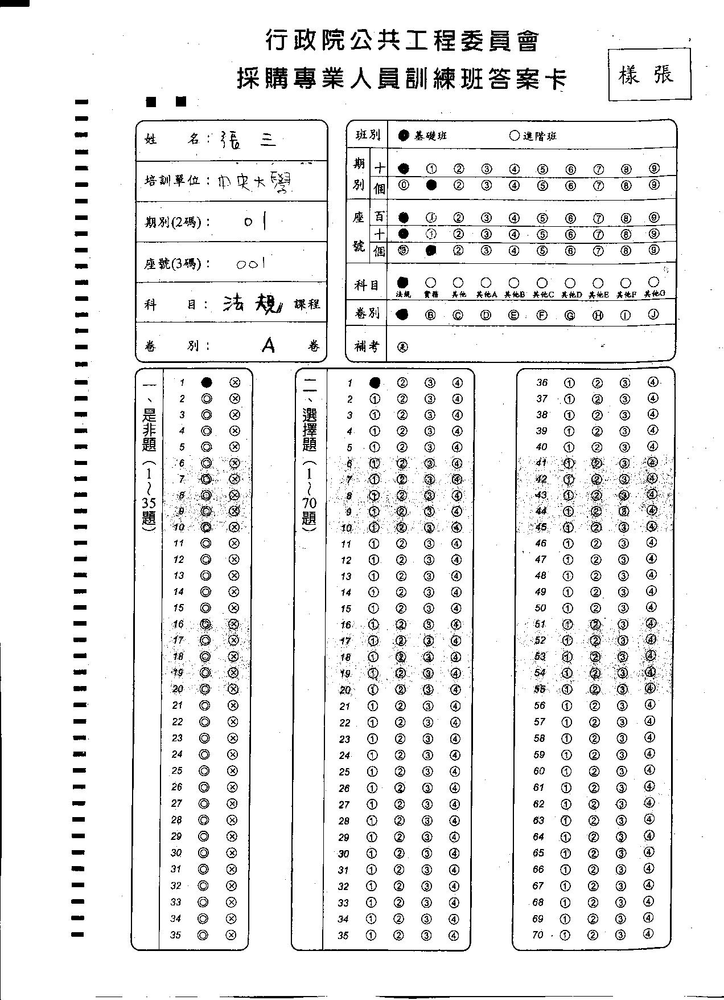 行政院公共工程委員會
採購專業人員訓練班答案卡
樣張
姓 名：張三
培訓單位：中央大學
期別(2碼)： 01
座號(3碼)： 001
科 目：法規 課程
卷 別： A 卷
班別 ● 基礎班 ○ 進階班
期別 十 ● ① ② ③ ④ ⑤ ⑥ ⑦ ⑧ ⑨
個 ⓪ ● ② ③ ④ ⑤ ⑥ ⑦ ⑧ ⑨
座號 百 ● ① ② ③ ④ ⑤ ⑥ ⑦ ⑧ ⑨
十 ● ① ② ③ ④ ⑤ ⑥ ⑦ ⑧ ⑨
個 ⓪ ● ② ③ ④ ⑤ ⑥ ⑦ ⑧ ⑨
科目 ● ○ ○ ○ ○ ○ ○ ○ ○ ○
法規 實務 其他 其他A 其他B 其他C 其他D 其他E 其他F 其他G
卷別 ● Ⓑ Ⓒ Ⓓ Ⓔ Ⓕ Ⓖ Ⓗ Ⓘ Ⓙ
補考 是
一、是非題（1～35題）
1 ● ⊗
2 ◎ ⊗
3 ◎ ⊗
4 ◎ ⊗
5 ◎ ⊗
6 ◎ ⊗
7 ◎ ⊗
8 ◎ ⊗
9 ◎ ⊗
10 ◎ ⊗
11 ◎ ⊗
12 ◎ ⊗
13 ◎ ⊗
14 ◎ ⊗
15 ◎ ⊗
16 ◎ ⊗
17 ◎ ⊗
18 ◎ ⊗
19 ◎ ⊗
20 ◎ ⊗
21 ◎ ⊗
22 ◎ ⊗
23 ◎ ⊗
24 ◎ ⊗
25 ◎ ⊗
26 ◎ ⊗
27 ◎ ⊗
28 ◎ ⊗
29 ◎ ⊗
30 ◎ ⊗
31 ◎ ⊗
32 ◎ ⊗
33 ◎ ⊗
34 ◎ ⊗
35 ◎ ⊗
二、選擇題（1～70題）
1 ● ② ③ ④
2 ① ② ③ ④
3 ① ② ③ ④
4 ① ② ③ ④
5 ① ② ③ ④
6 ① ② ③ ④
7 ① ② ③ ④
8 ① ② ③ ④
9 ① ② ③ ④
10 ① ② ③ ④
11 ① ② ③ ④
12 ① ② ③ ④
13 ① ② ③ ④
14 ① ② ③ ④
15 ① ② ③ ④
16 ① ② ③ ④
17 ① ② ③ ④
18 ① ② ③ ④
19 ① ② ③ ④
20 ① ② ③ ④
21 ① ② ③ ④
22 ① ② ③ ④
23 ① ② ③ ④
24 ① ② ③ ④
25 ① ② ③ ④
26 ① ② ③ ④
27 ① ② ③ ④
28 ① ② ③ ④
29 ① ② ③ ④
30 ① ② ③ ④
31 ① ② ③ ④
32 ① ② ③ ④
33 ① ② ③ ④
34 ① ② ③ ④
35 ① ② ③ ④
36 ① ② ③ ④
37 ① ② ③ ④
38 ① ② ③ ④
39 ① ② ③ ④
40 ① ② ③ ④
41 ① ② ③ ④
42 ① ② ③ ④
43 ① ② ③ ④
44 ① ② ③ ④
45 ① ② ③ ④
46 ① ② ③ ④
47 ① ② ③ ④
48 ① ② ③ ④
49 ① ② ③ ④
50 ① ② ③ ④
51 ① ② ③ ④
52 ① ② ③ ④
53 ① ② ③ ④
54 ① ② ③ ④
55 ① ② ③ ④
56 ① ② ③ ④
57 ① ② ③ ④
58 ① ② ③ ④
59 ① ② ③ ④
60 ① ② ③ ④
61 ① ② ③ ④
62 ① ② ③ ④
63 ① ② ③ ④
64 ① ② ③ ④
65 ① ② ③ ④
66 ① ② ③ ④
67 ① ② ③ ④
68 ① ② ③ ④
69 ① ② ③ ④
70 ① ② ③ ④